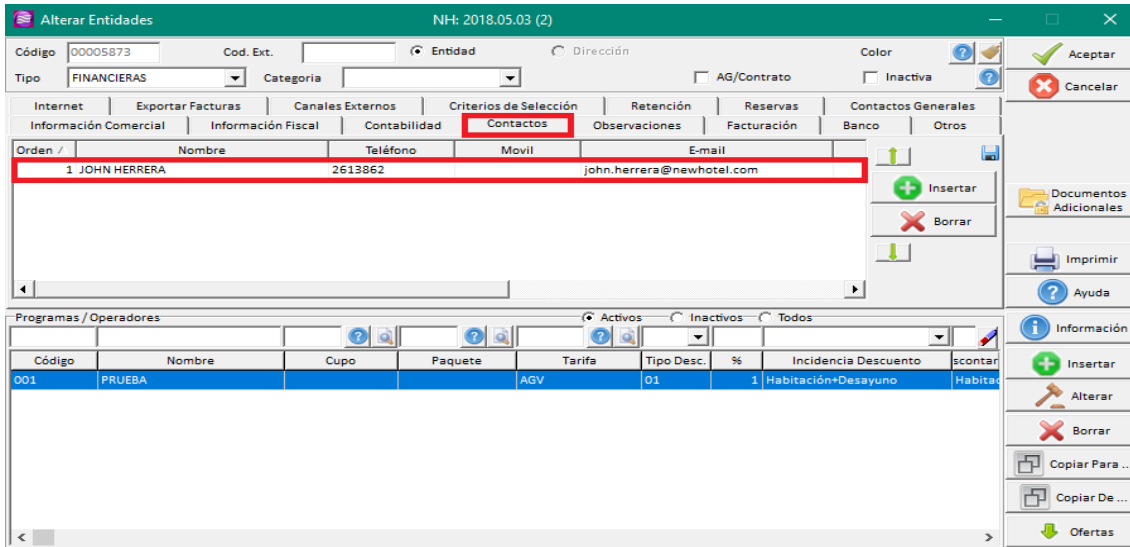 Alterar Entidades NH: 2018.05.03 (2)
Código 00005873 Cod. Ext. Entidad Dirección Color Aceptar
Tipo FINANCIERAS Categoria AG/Contrato Inactiva Cancelar
Internet Exportar Facturas Canales Externos Criterios de Selección Retención Reservas Contactos Generales
Información Comercial Información Fiscal Contabilidad Contactos Observaciones Facturación Banco Otros
Orden / Nombre Teléfono Movil E-mail
1 JOHN HERRERA 2613862 john.herrera@newhotel.com
Insertar
Borrar
Documentos
Adicionales
Imprimir
Ayuda
Programas / Operadores Activos Inactivos Todos
Información
Código Nombre Cupo Paquete Tarifa Tipo Desc. % Incidencia Descuento scontar Insertar
001 PRUEBA AGV 01 1 Habitación+Desayuno Habitac
Alterar
Borrar
Copiar Para ..
Copiar De ...
Ofertas